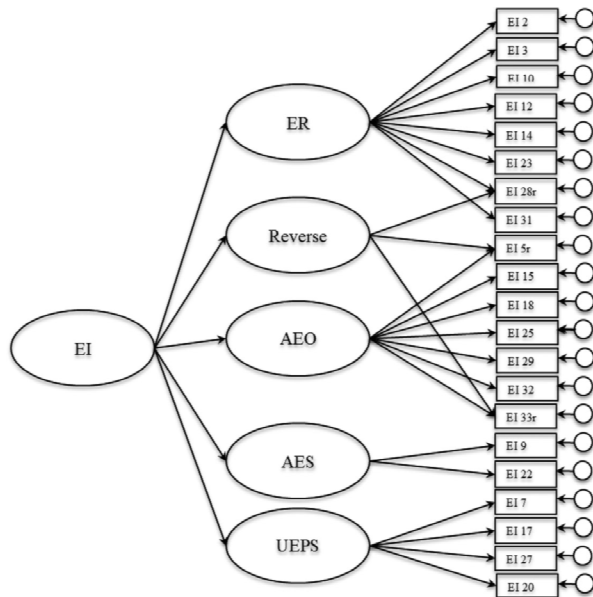 EI 2
EI 3
EI 10
EI 12
EI 14
EI 23
EI 28r
EI 31
EI 5r
EI 15
EI 18
EI 25
EI 29
EI 32
EI 33r
EI 9
EI 22
EI 7
EI 17
EI 27
EI 20
ER
Reverse
AEO
AES
UEPS
EI